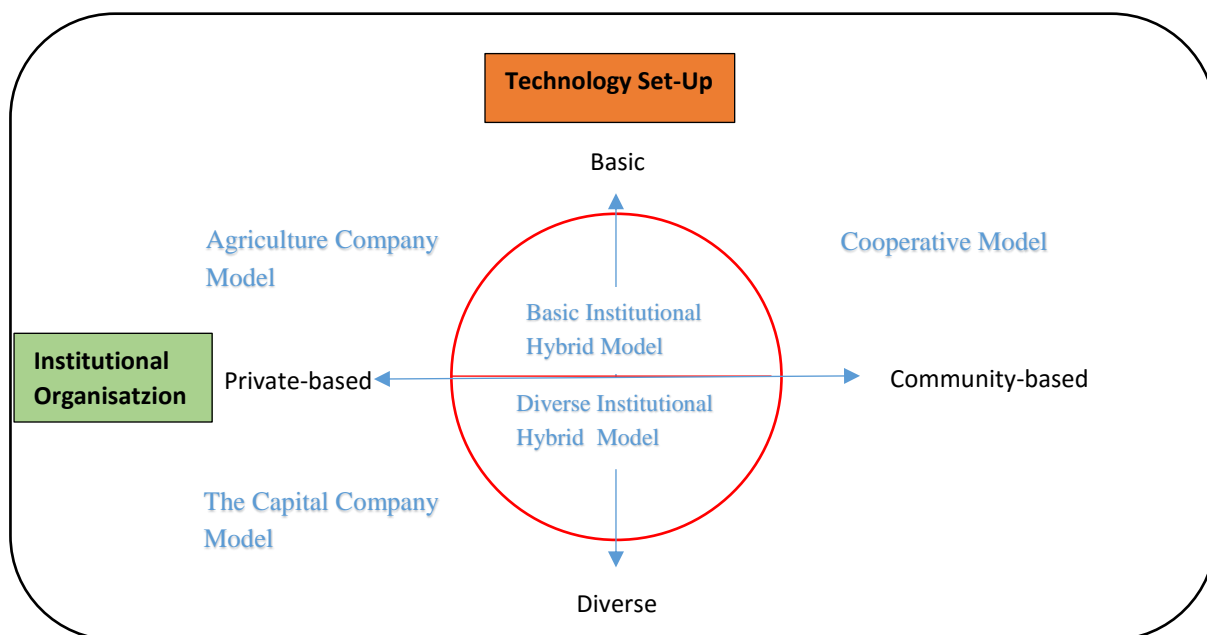 Technology Set-Up
Basic
Agriculture Company
Model
Cooperative Model
Basic Institutional
Hybrid Model
Institutional
Organisatzion
Private-based
Community-based
Diverse Institutional
Hybrid Model
The Capital Company
Model
Diverse